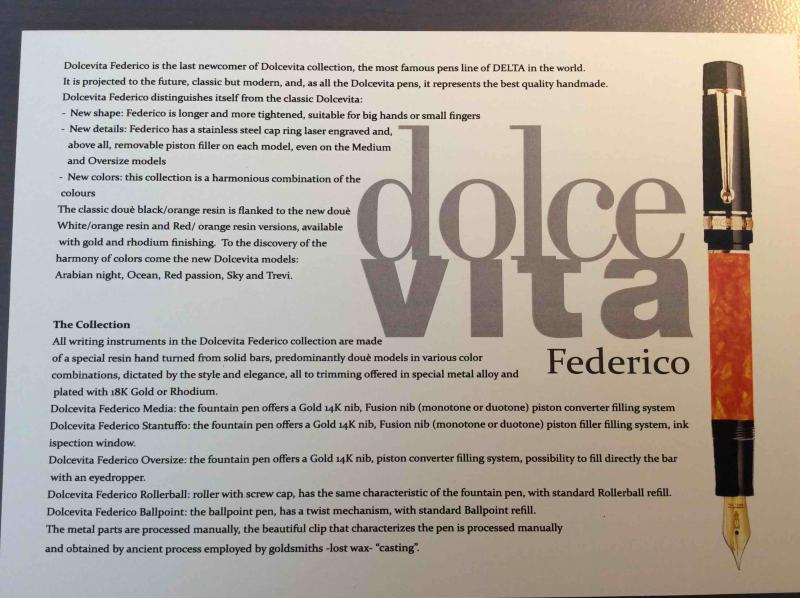 Dolcevita Federico is the last newcomer of Dolcevita collection, the most famous pens line of DELTA in the world.
It is projected to the future, classic but modern, and, as all the Dolcevita pens, it represents the best quality handmade.
Dolcevita Federico distinguishes itself from the classic Dolcevita:
- New shape: Federico is longer and more tightened, suitable for big hands or small fingers
- New details: Federico has a stainless steel cap ring laser engraved and,
above all, removable piston filler on each model, even on the Medium
and Oversize models
- New colors: this collection is a harmonious combination of the
colours
The classic douè black/orange resin is flanked to the new douè
White/orange resin and Red/ orange resin versions, available
with gold and rhodium finishing. To the discovery of the
harmony of colors come the new Dolcevita models:
Arabian night, Ocean, Red passion, Sky and Trevi.
dolce
vita
Federico
The Collection
All writing instruments in the Dolcevita Federico collection are made
of a special resin hand turned from solid bars, predominantly douè models in various color
combinations, dictated by the style and elegance, all to trimming offered in special metal alloy and
plated with 18K Gold or Rhodium.
Dolcevita Federico Media: the fountain pen offers a Gold 14K nib, Fusion nib (monotone or duotone) piston converter filling system
Dolcevita Federico Stantuffo: the fountain pen offers a Gold 14K nib, Fusion nib (monotone or duotone) piston filler filling system, ink
ispection window.
Dolcevita Federico Oversize: the fountain pen offers a Gold 14K nib, piston converter filling system, possibility to fill directly the bar
with an eyedropper.
Dolcevita Federico Rollerball: roller with screw cap, has the same characteristic of the fountain pen, with standard Rollerball refill.
Dolcevita Federico Ballpoint: the ballpoint pen, has a twist mechanism, with standard Ballpoint refill.
The metal parts are processed manually, the beautiful clip that characterizes the pen is processed manually
and obtained by ancient process employed by goldsmiths -lost wax- “casting”.